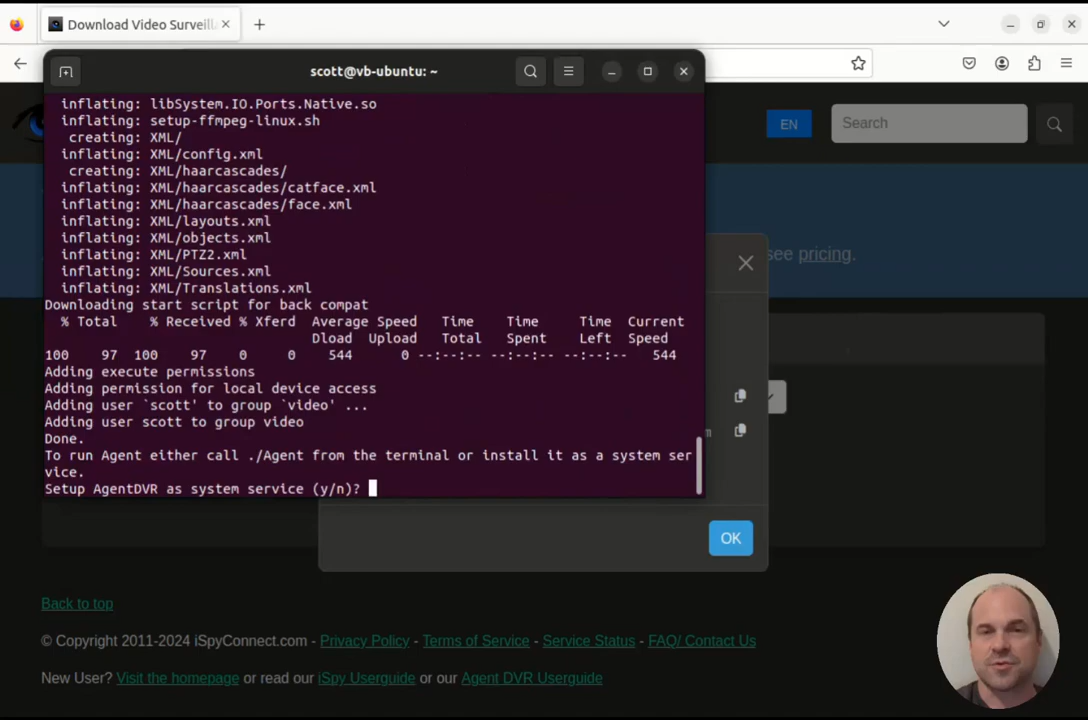 Download Video Surveill
scott@vb-ubuntu: ~
inflating: libSystem.IO.Ports.Native.so
inflating: setup-ffmpeg-linux.sh
creating: XML/
inflating: XML/config.xml
creating: XML/haarcascades/
inflating: XML/haarcascades/catface.xml
inflating: XML/haarcascades/face.xml
inflating: XML/layouts.xml
inflating: XML/objects.xml
inflating: XML/PTZ2.xml
inflating: XML/Sources.xml
inflating: XML/Translations.xml
Downloading start script for back compat
% Total % Received % Xferd Average Speed Time Time Time Current
Dload Upload Total Spent Left Speed
100 97 100 97 0 0 544 0 --:--:-- --:--:-- --:--:-- 544
Adding execute permissions
Adding permission for local device access
Adding user `scott' to group `video' ...
Adding user scott to group video
Done.
To run Agent either call ./Agent from the terminal or install it as a system ser
vice.
Setup AgentDVR as system service (y/n)?
EN
Search
see pricing.
m
OK
Back to top
© Copyright 2011-2024 iSpyConnect.com - Privacy Policy - Terms of Service - Service Status - FAQ/ Contact Us
New User? Visit the homepage or read our iSpy Userguide or our Agent DVR Userguide